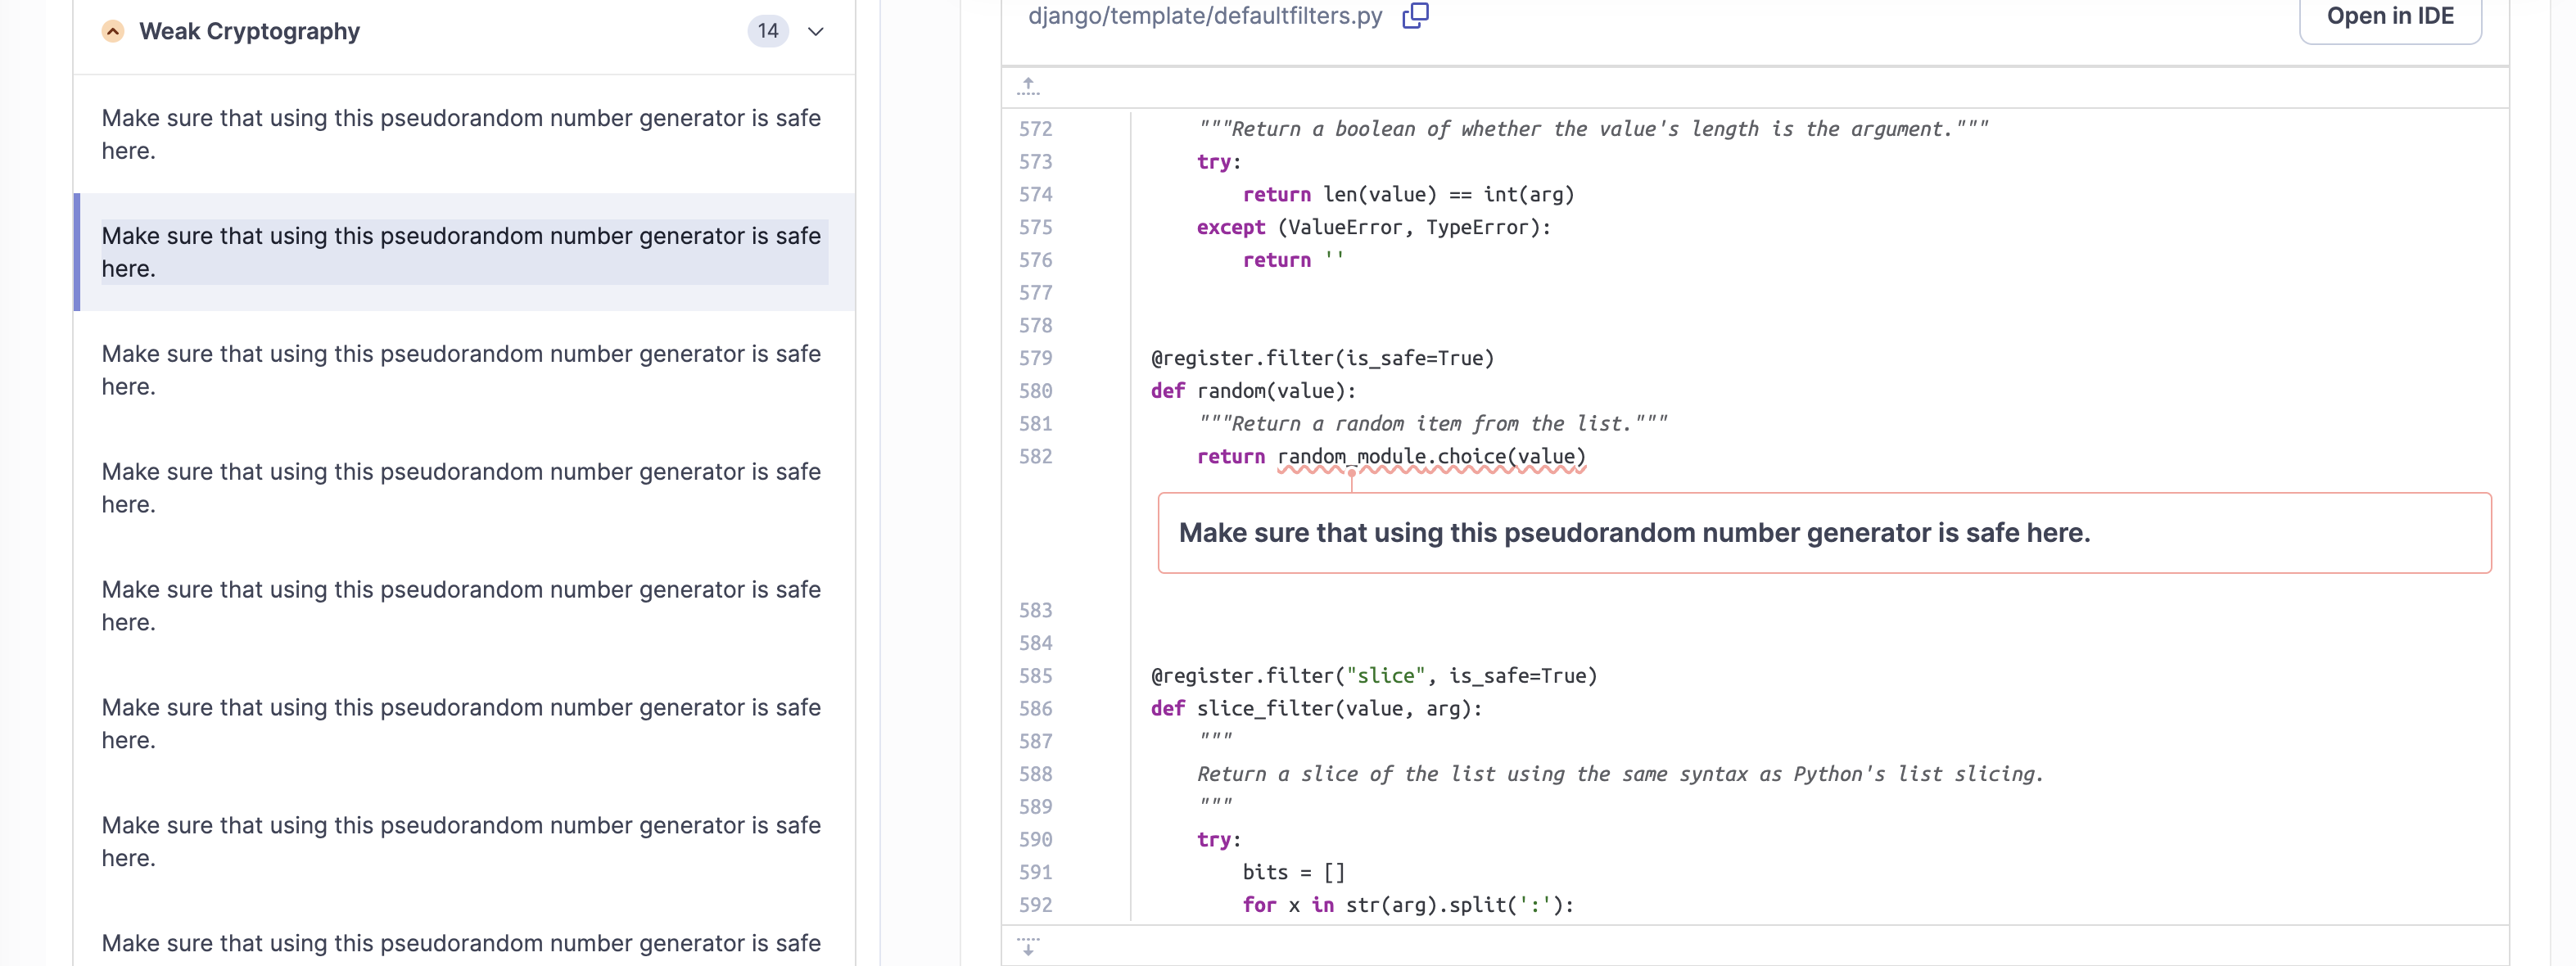 Weak Cryptography
14
Make sure that using this pseudorandom number generator is safe
here.
Make sure that using this pseudorandom number generator is safe
here.
Make sure that using this pseudorandom number generator is safe
here.
Make sure that using this pseudorandom number generator is safe
here.
Make sure that using this pseudorandom number generator is safe
here.
Make sure that using this pseudorandom number generator is safe
here.
Make sure that using this pseudorandom number generator is safe
here.
Make sure that using this pseudorandom number generator is safe
django/template/defaultfilters.py
Open in IDE
572     """Return a boolean of whether the value's length is the argument."""
573     try:
574         return len(value) == int(arg)
575     except (ValueError, TypeError):
576         return ''
577
578
579 @register.filter(is_safe=True)
580 def random(value):
581     """Return a random item from the list."""
582     return random_module.choice(value)
Make sure that using this pseudorandom number generator is safe here.
583
584
585 @register.filter("slice", is_safe=True)
586 def slice_filter(value, arg):
587     """
588     Return a slice of the list using the same syntax as Python's list slicing.
589     """
590     try:
591         bits = []
592         for x in str(arg).split(':'):